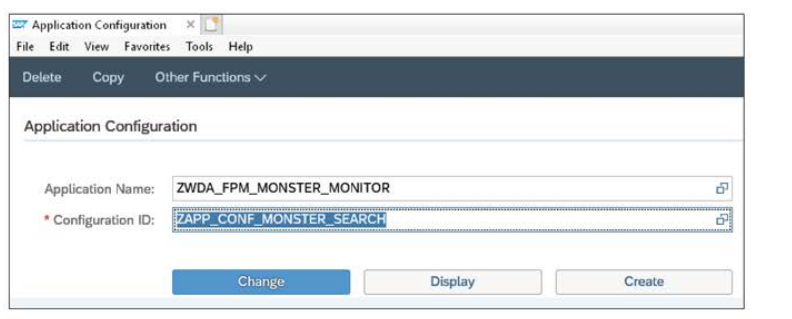 SAP Application Configuration
File Edit View Favorites Tools Help
Delete Copy Other Functions
Application Configuration
Application Name: ZWDA_FPM_MONSTER_MONITOR
* Configuration ID: ZAPP_CONF_MONSTER_SEARCH
Change Display Create